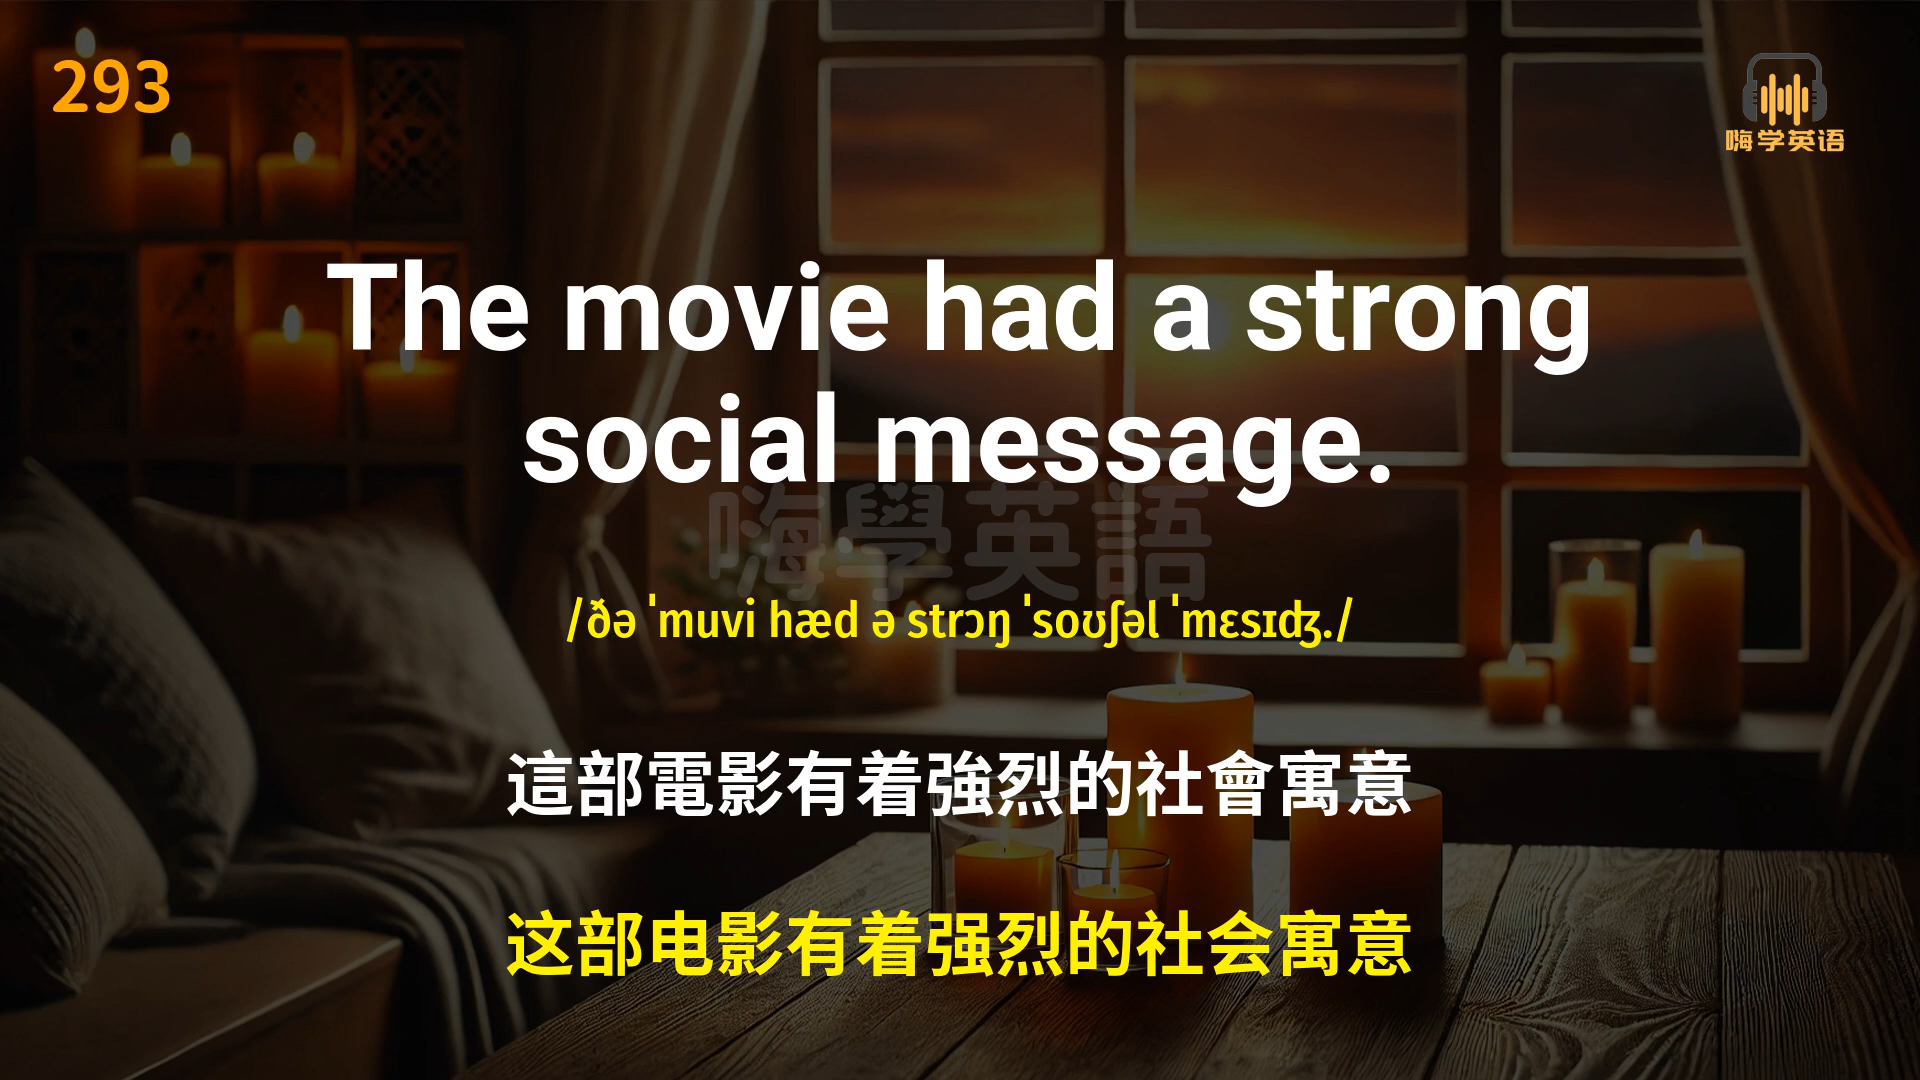 293
嗨学英语
The movie had a strong
social message.
嗨學英語
/ðə ˈmuvi hæd ə strɔŋ ˈsoʊʃəl ˈmɛsɪʤ./
這部電影有着強烈的社會寓意
这部电影有着强烈的社会寓意